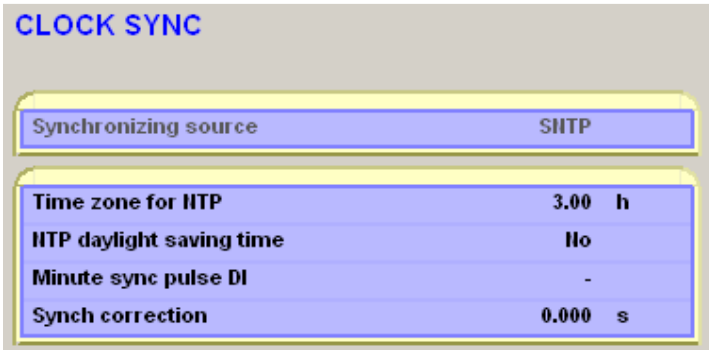 CLOCK SYNC
Synchronizing source SNTP
Time zone for NTP 3.00 h
NTP daylight saving time No
Minute sync pulse DI -
Synch correction 0.000 s